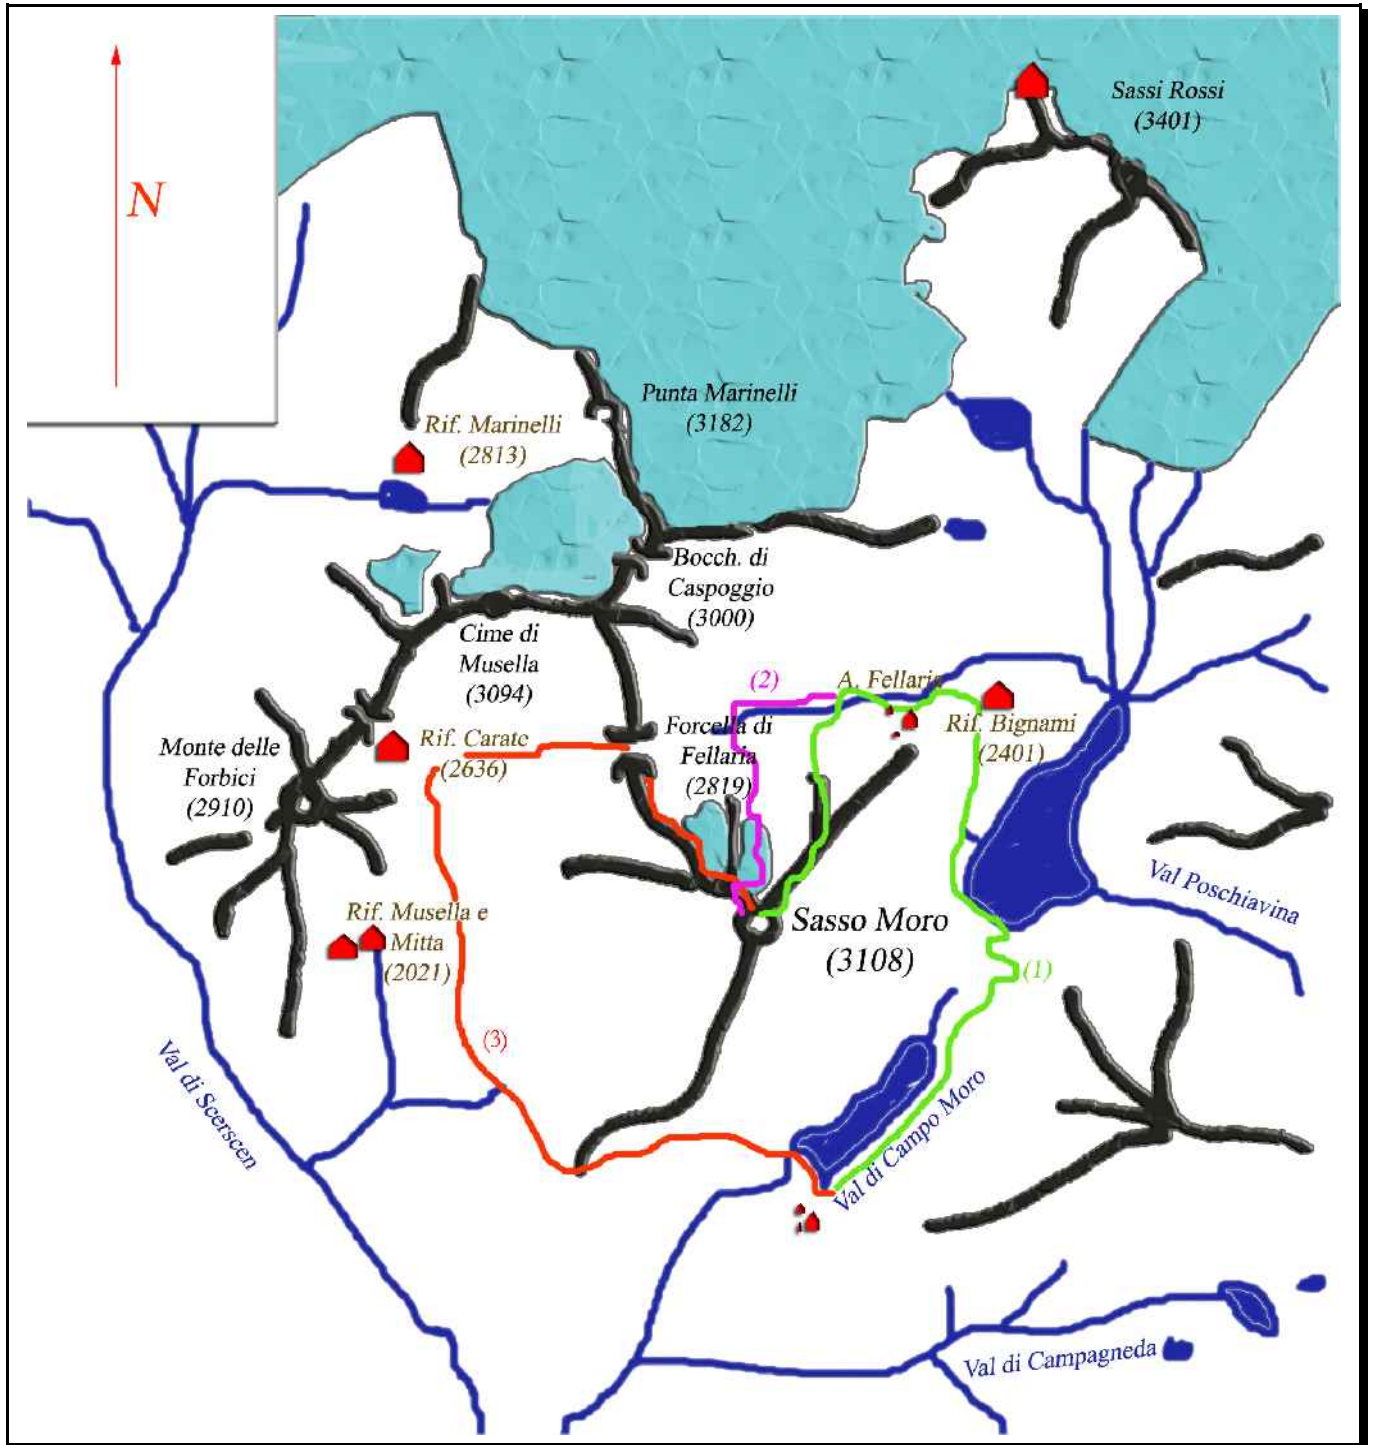 N
Sassi Rossi
(3401)
Punta Marinelli
(3182)
Rif. Marinelli
(2813)
Bocch. di
Caspoggio
(3000)
Cime di
Musella
(3094)
(2)
A. Fellaria
Rif. Bignami
(2401)
Forcella di
Fellaria
(2819)
Rif. Carate
(2636)
Monte delle
Forbici
(2910)
Val Poschiavina
Rif. Musella e
Mitta
(2021)
Sasso Moro
(3108)
(1)
(3)
Val di Scerscen
Val di Campo Moro
Val di Campagneda